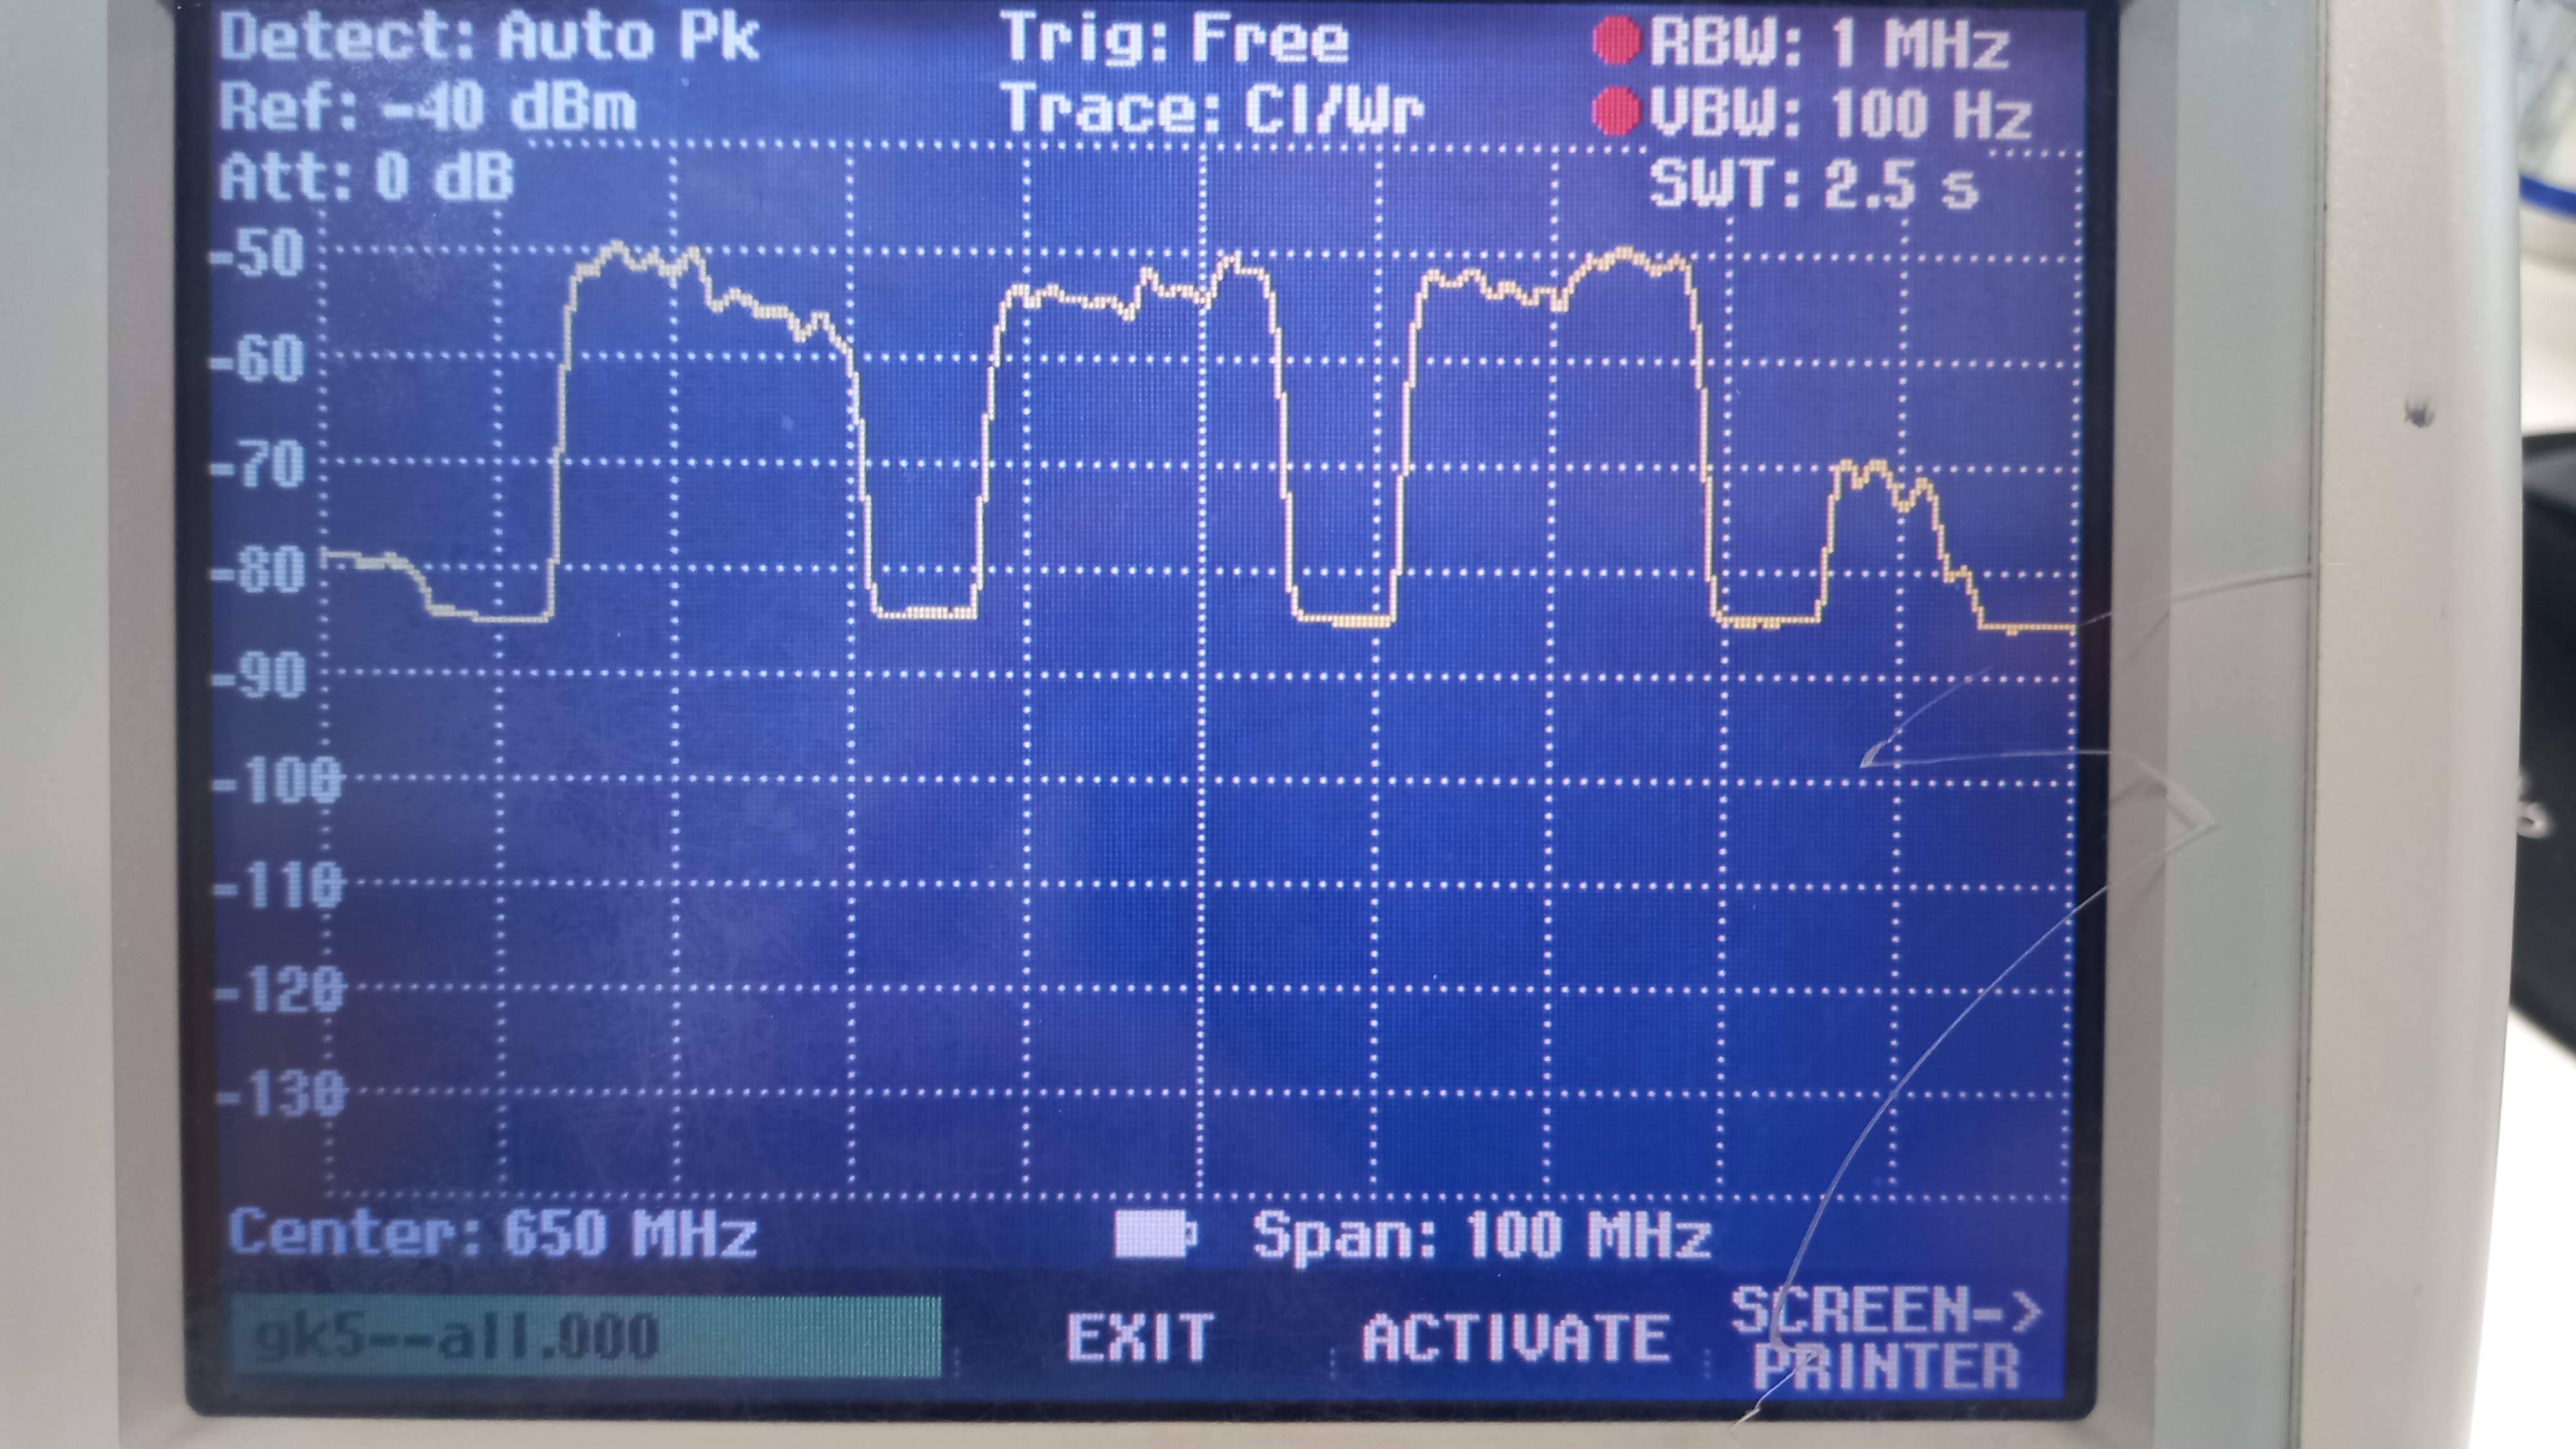 Detect: Auto Pk Trig: Free RBW: 1 MHz
Ref: -40 dBm Trace: Cl/Wr VBW: 100 Hz
Att: 0 dB SWT: 2.5 s
-50
-60
-70
-80
-90
-100
-110
-120
-130
Center: 650 MHz Span: 100 MHz
gk5--all.000 EXIT ACTIVATE SCREEN->
PRINTER